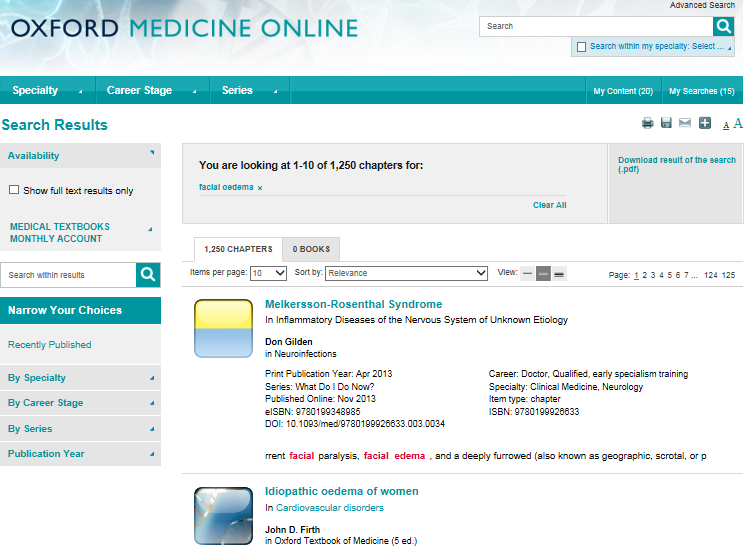 Advanced Search
OXFORD MEDICINE ONLINE
Search
Search within my specialty: Select ...
Specialty
Career Stage
Series
My Content (20)
My Searches (15)
Search Results
A A
Availability
Show full text results only
MEDICAL TEXTBOOKS
MONTHLY ACCOUNT
Search within results
Narrow Your Choices
Recently Published
By Specialty
By Career Stage
By Series
Publication Year
You are looking at 1-10 of 1,250 chapters for:
facial oedema x
Clear All
Download result of the search
(.pdf)
1,250 CHAPTERS
0 BOOKS
Items per page: 10 Sort by: Relevance View: Page: 1 2 3 4 5 6 7 ... 124 125
Melkersson-Rosenthal Syndrome
In Inflammatory Diseases of the Nervous System of Unknown Etiology
Don Gilden
in Neuroinfections
Print Publication Year: Apr 2013
Series: What Do I Do Now?
Published Online: Nov 2013
eISBN: 9780199348985
DOI: 10.1093/med/9780199926633.003.0034
Career: Doctor, Qualified, early specialism training
Specialty: Clinical Medicine, Neurology
Item type: chapter
ISBN: 9780199926633
rrent facial paralysis, facial edema , and a deeply furrowed (also known as geographic, scrotal, or p
Idiopathic oedema of women
In Cardiovascular disorders
John D. Firth
in Oxford Textbook of Medicine (5 ed.)